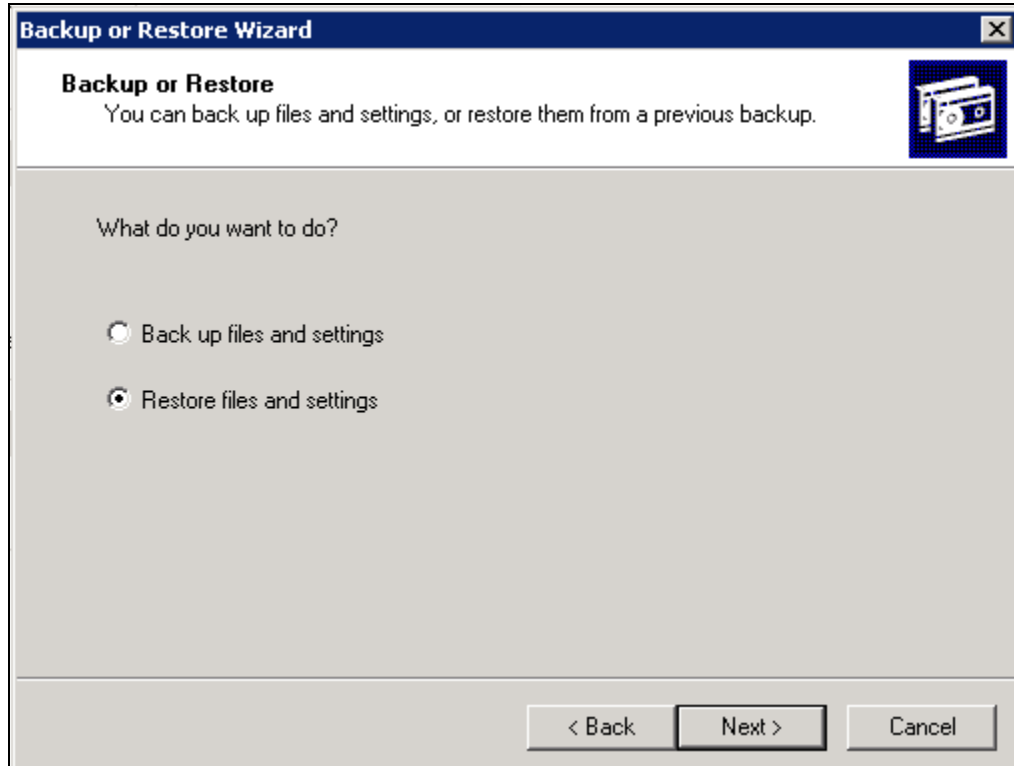 Backup or Restore Wizard
Backup or Restore
You can back up files and settings, or restore them from a previous backup.
What do you want to do?
Back up files and settings
Restore files and settings
< Back Next > Cancel